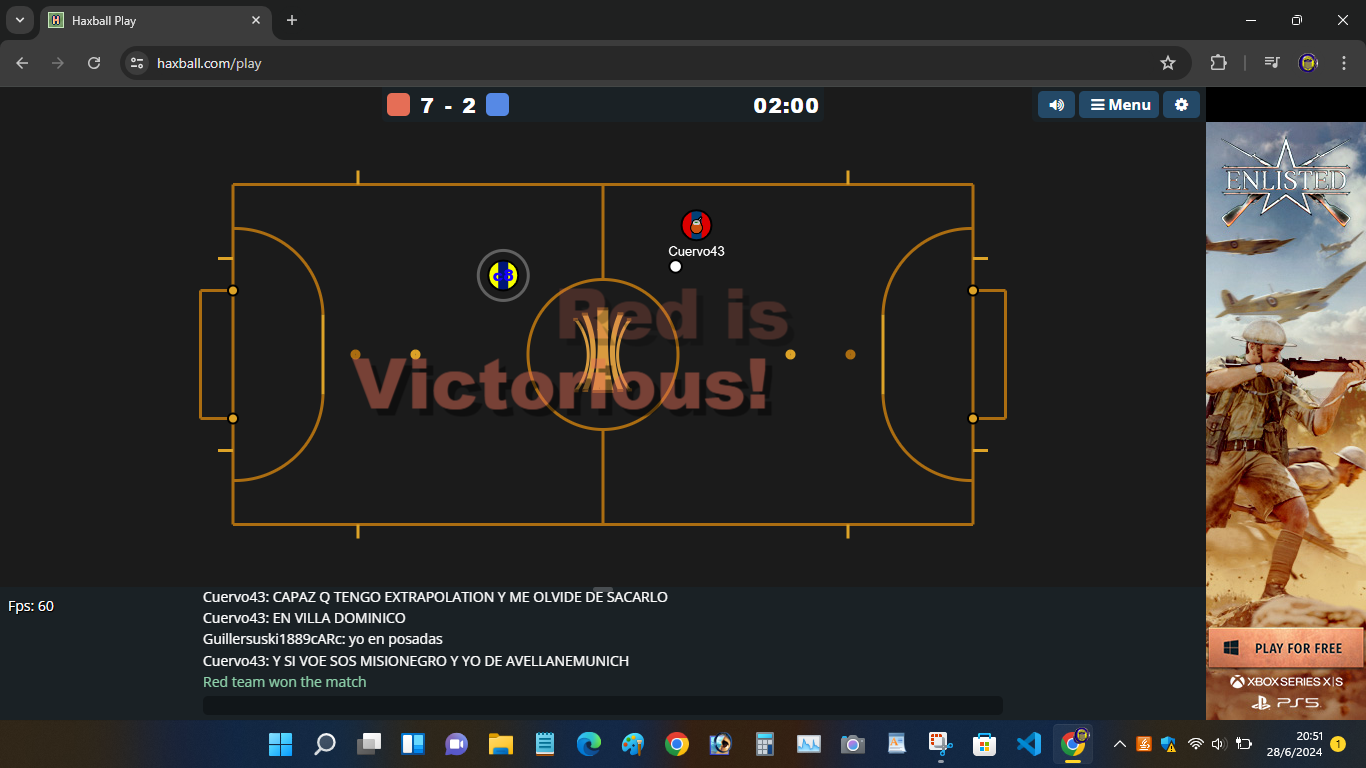 Haxball Play
haxball.com/play
7 - 2
02:00
Menu
Cuervo43
Red is
Victorious!
ENLISTED
PLAY FOR FREE
XBOX SERIES X|S
PS5
Fps: 60
Cuervo43: CAPAZ Q TENGO EXTRAPOLATION Y ME OLVIDE DE SACARLO
Cuervo43: EN VILLA DOMINICO
Guillersuski1889cARc: yo en posadas
Cuervo43: Y SI VOE SOS MISIONEGRO Y YO DE AVELLANEMUNICH
Red team won the match
20:51
28/6/2024
1